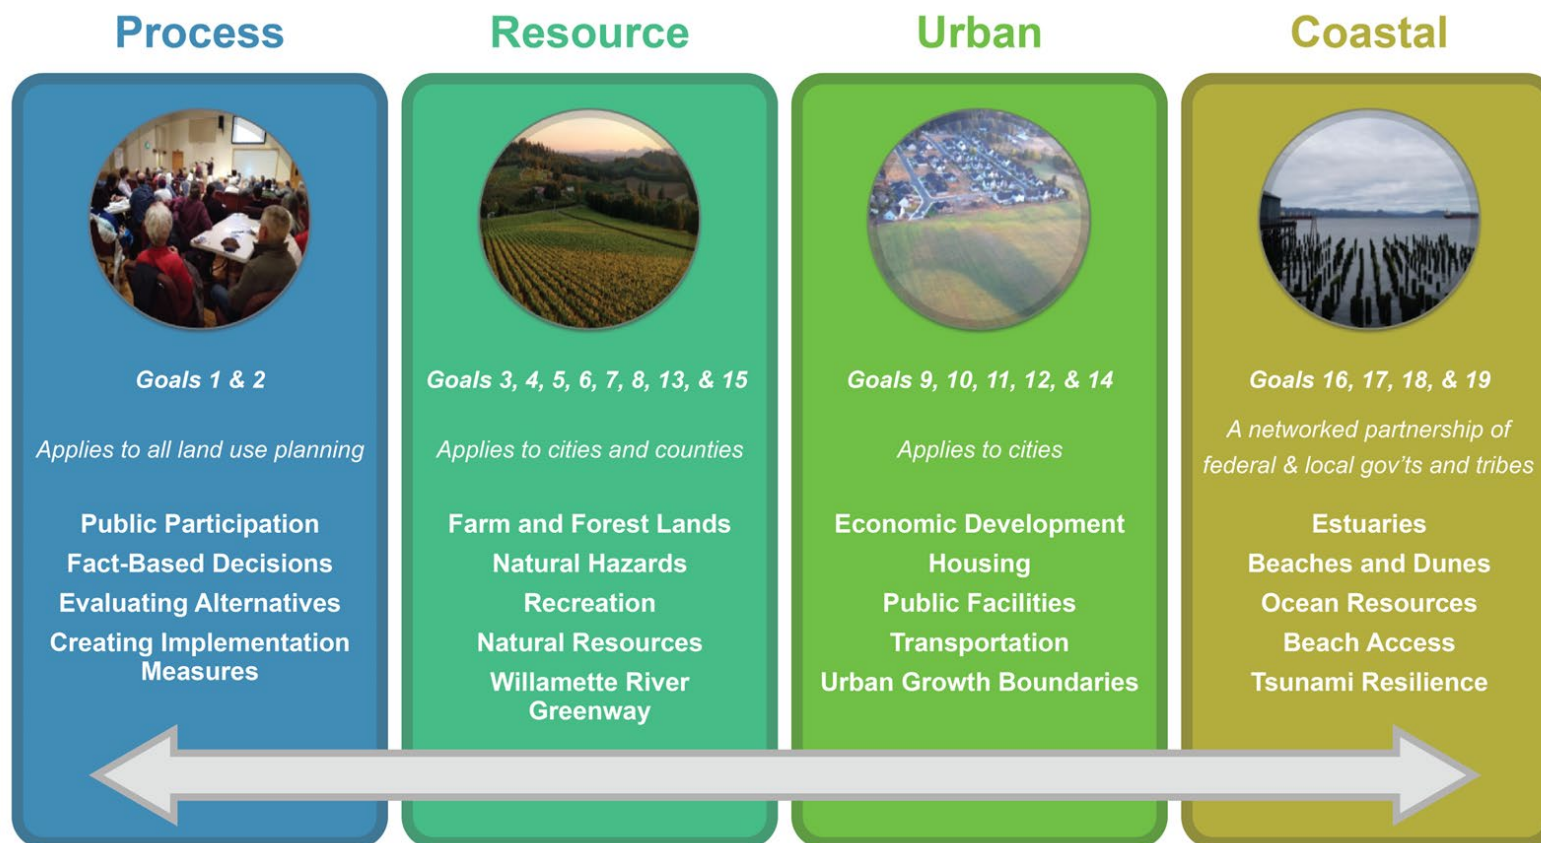 Process
Goals 1 & 2
Applies to all land use planning
Public Participation
Fact-Based Decisions
Evaluating Alternatives
Creating Implementation
Measures
Resource
Goals 3, 4, 5, 6, 7, 8, 13, & 15
Applies to cities and counties
Farm and Forest Lands
Natural Hazards
Recreation
Natural Resources
Willamette River
Greenway
Urban
Goals 9, 10, 11, 12, & 14
Applies to cities
Economic Development
Housing
Public Facilities
Transportation
Urban Growth Boundaries
Coastal
Goals 16, 17, 18, & 19
A networked partnership of
federal & local gov’ts and tribes
Estuaries
Beaches and Dunes
Ocean Resources
Beach Access
Tsunami Resilience